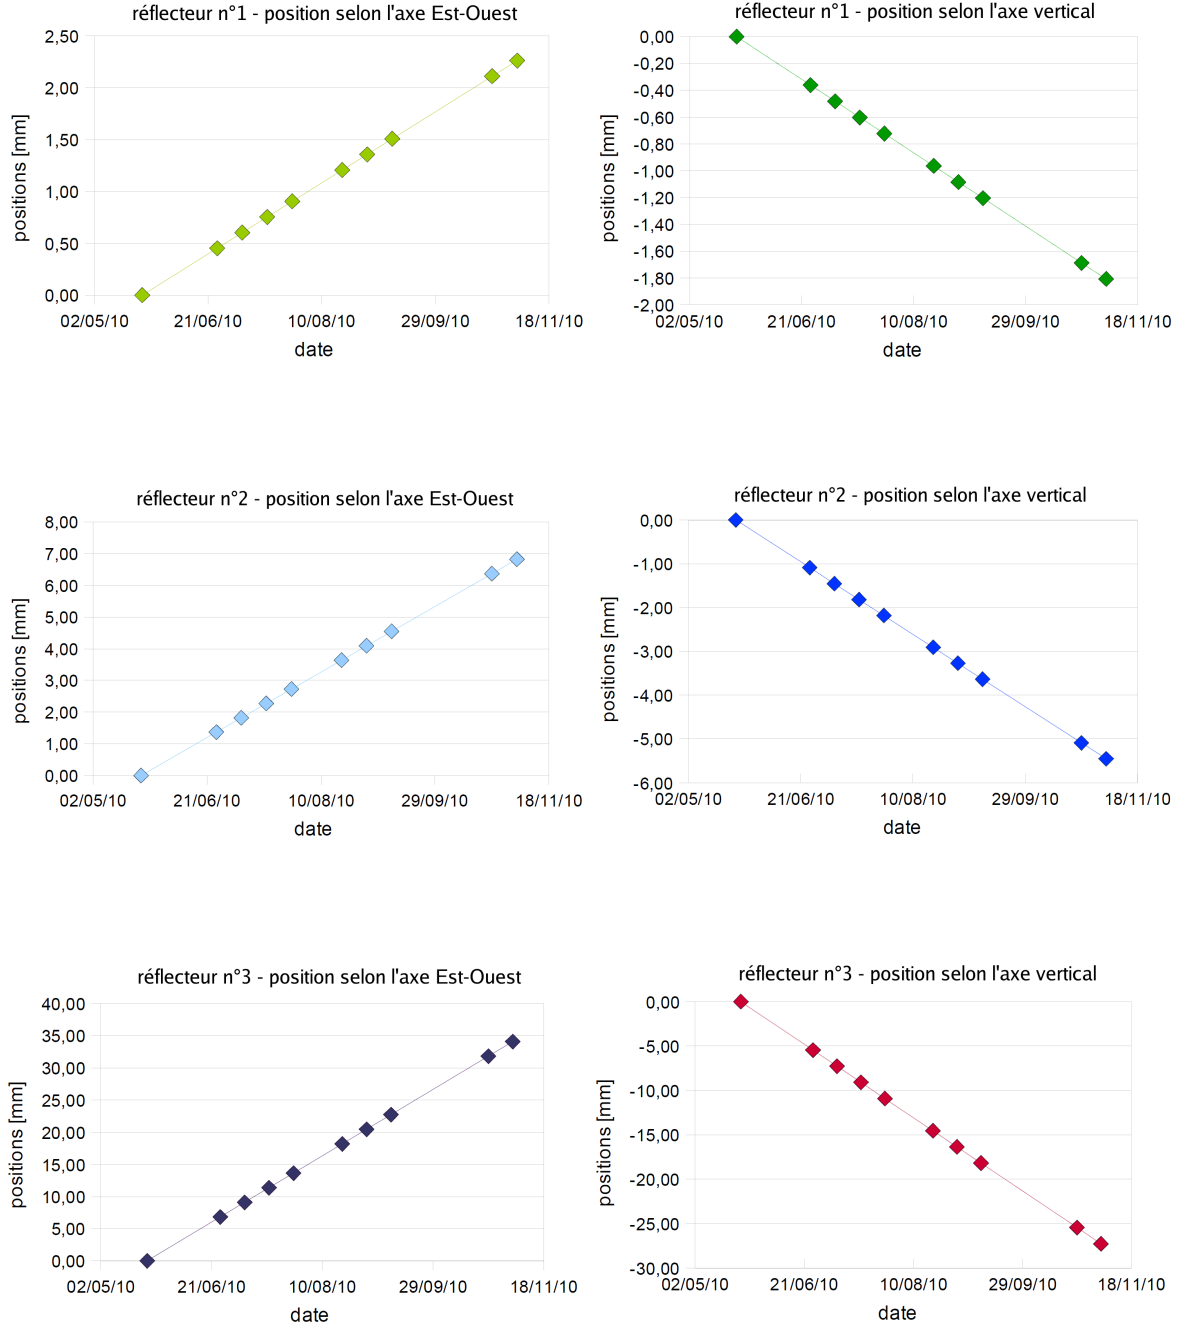 réflecteur n°1 - position selon l'axe Est-Ouest
2,50
2,00
1,50
1,00
0,50
0,00
positions [mm]
02/05/10 21/06/10 10/08/10 29/09/10 18/11/10
date
réflecteur n°1 - position selon l'axe vertical
0,00
-0,20
-0,40
-0,60
-0,80
-1,00
-1,20
-1,40
-1,60
-1,80
-2,00
positions [mm]
02/05/10 21/06/10 10/08/10 29/09/10 18/11/10
date
réflecteur n°2 - position selon l'axe Est-Ouest
8,00
7,00
6,00
5,00
4,00
3,00
2,00
1,00
0,00
positions [mm]
02/05/10 21/06/10 10/08/10 29/09/10 18/11/10
date
réflecteur n°2 - position selon l'axe vertical
0,00
-1,00
-2,00
-3,00
-4,00
-5,00
-6,00
positions [mm]
02/05/10 21/06/10 10/08/10 29/09/10 18/11/10
date
réflecteur n°3 - position selon l'axe Est-Ouest
40,00
35,00
30,00
25,00
20,00
15,00
10,00
5,00
0,00
positions [mm]
02/05/10 21/06/10 10/08/10 29/09/10 18/11/10
date
réflecteur n°3 - position selon l'axe vertical
0,00
-5,00
-10,00
-15,00
-20,00
-25,00
-30,00
positions [mm]
02/05/10 21/06/10 10/08/10 29/09/10 18/11/10
date